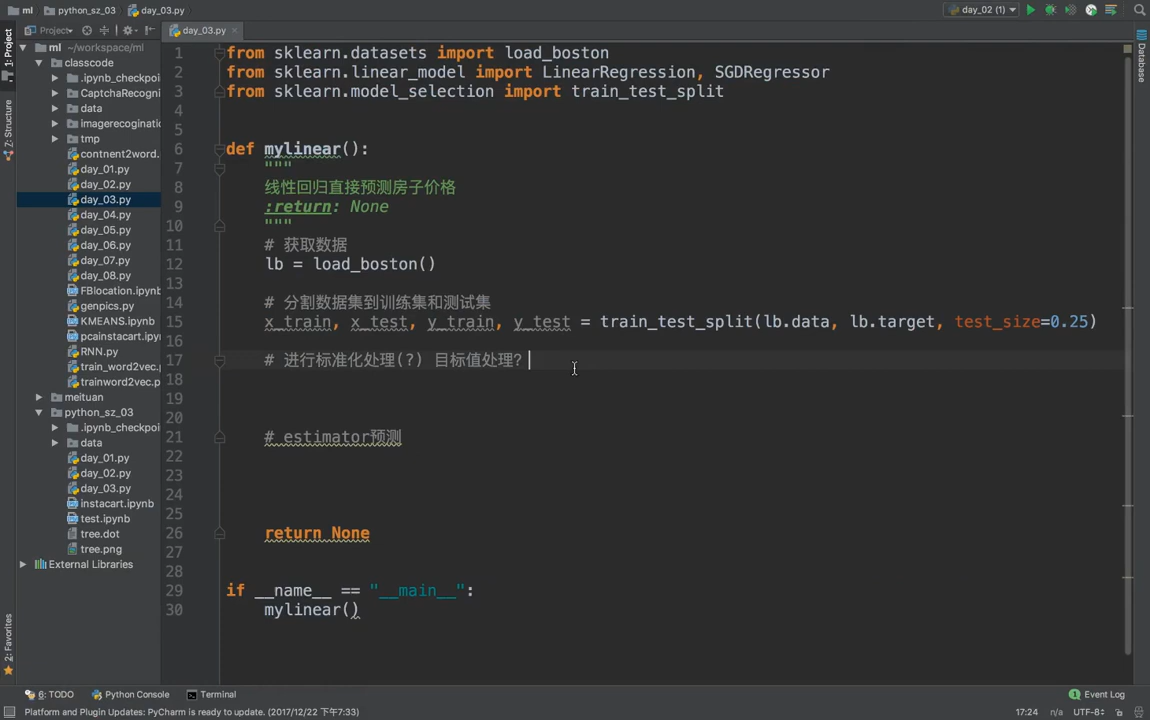 ml
python_sz_03
day_03.py
day_02 (1)
Project
day_03.py
ml ~/workspace/ml
classcode
.ipynb_checkpoi
CaptchaRecogni
data
imagerecoginatio
tmp
contnent2word.
day_01.py
day_02.py
day_03.py
day_04.py
day_05.py
day_06.py
day_07.py
day_08.py
FBlocation.ipynb
genpics.py
KMEANS.ipynb
pcainstacart.ipyn
RNN.py
train_word2vec.p
trainword2vec.p
meituan
python_sz_03
.ipynb_checkpoi
data
day_01.py
day_02.py
day_03.py
instacart.ipynb
test.ipynb
tree.dot
tree.png
External Libraries
1: Project
Z: Structure
2: Favorites
Database
1 from sklearn.datasets import load_boston
2 from sklearn.linear_model import LinearRegression, SGDRegressor
3 from sklearn.model_selection import train_test_split
4
5
6 def mylinear():
7 """
8 线性回归直接预测房子价格
9 :return: None
10 """
11 # 获取数据
12 lb = load_boston()
13
14 # 分割数据集到训练集和测试集
15 x_train, x_test, y_train, y_test = train_test_split(lb.data, lb.target, test_size=0.25)
16
17 # 进行标准化处理(?) 目标值处理?
18
19
20
21 # estimator预测
22
23
24
25
26 return None
27
28
29 if __name__ == "__main__":
30 mylinear()
6: TODO
Python Console
Terminal
Event Log
Platform and Plugin Updates: PyCharm is ready to update. (2017/12/22 下午7:33)
17:24 n/a UTF-8